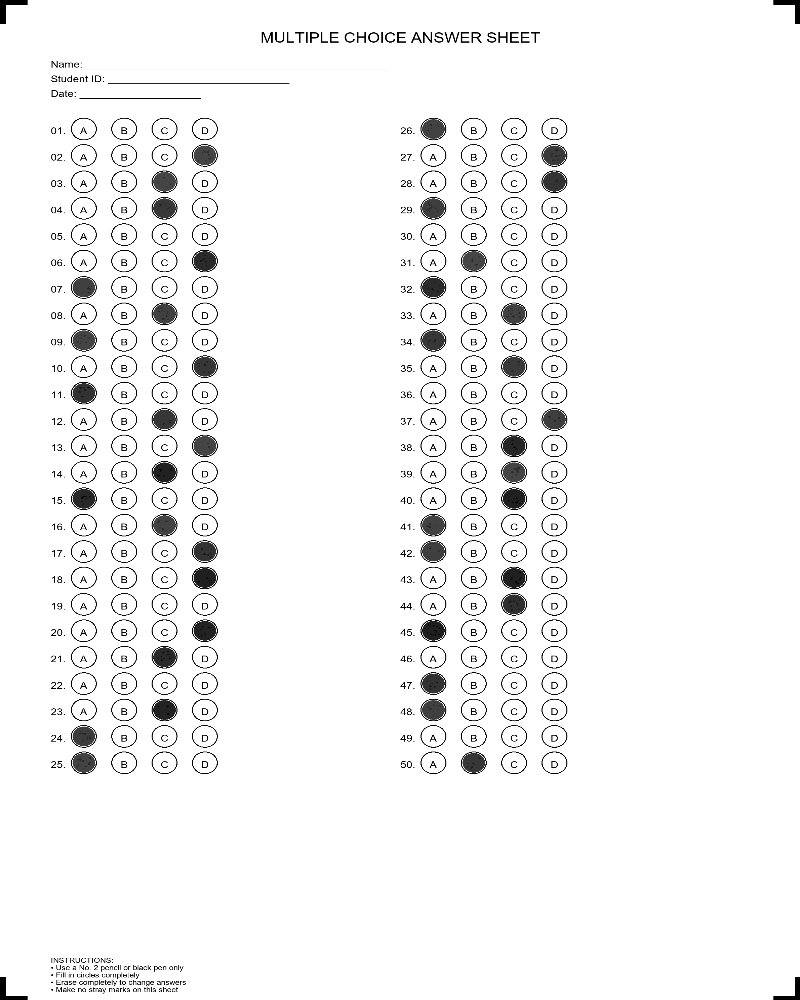 MULTIPLE CHOICE ANSWER SHEET
Name:
Student ID:
Date:
01. A B C D
02. A B C
03. A B D
04. A B D
05. A B C D
06. A B C
07. B C D
08. A B D
09. B C D
10. A B C
11. B C D
12. A B D
13. A B C
14. A B D
15. B C D
16. A B D
17. A B C
18. A B C
19. A B C D
20. A B C
21. A B D
22. A B C D
23. A B D
24. B C D
25. B C D
26. B C D
27. A B C
28. A B C
29. B C D
30. A B C D
31. A C D
32. B C D
33. A B D
34. B C D
35. A B D
36. A B C D
37. A B C
38. A B D
39. A B D
40. A B D
41. B C D
42. B C D
43. A B D
44. A B D
45. B C D
46. A B C D
47. B C D
48. B C D
49. A B C D
50. A C D
INSTRUCTIONS:
• Use a No. 2 pencil or black pen only
• Fill in circles completely
• Erase completely to change answers
• Make no stray marks on this sheet